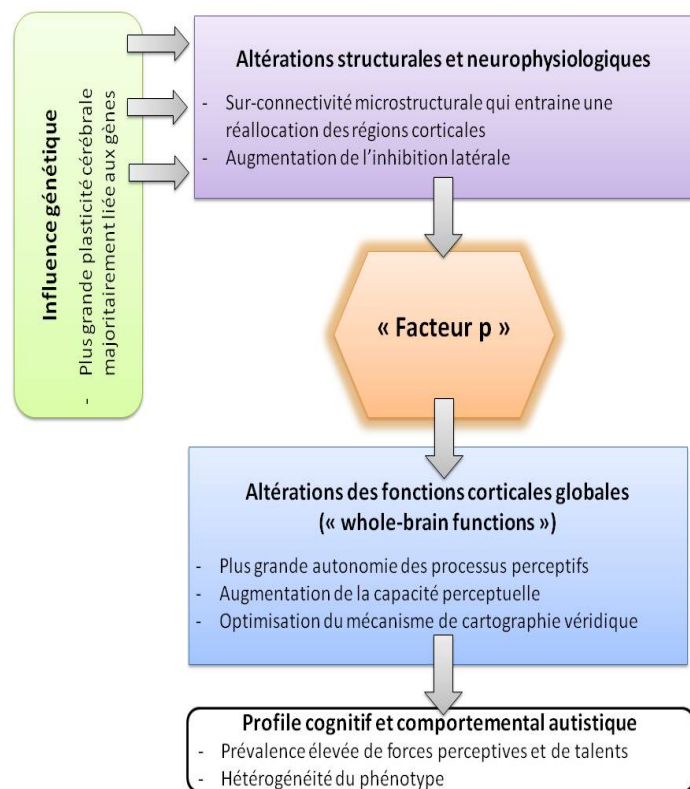 Influence génétique
- Plus grande plasticité cérébrale
majoritairement liée aux gènes
Altérations structurales et neurophysiologiques
- Sur-connectivité microstructurale qui entraine une
réallocation des régions corticales
- Augmentation de l'inhibition latérale
« Facteur p »
Altérations des fonctions corticales globales
(« whole-brain functions »)
- Plus grande autonomie des processus perceptifs
- Augmentation de la capacité perceptuelle
- Optimisation du mécanisme de cartographie véridique
Profile cognitif et comportemental autistique
- Prévalence élevée de forces perceptives et de talents
- Hétérogénéité du phénotype